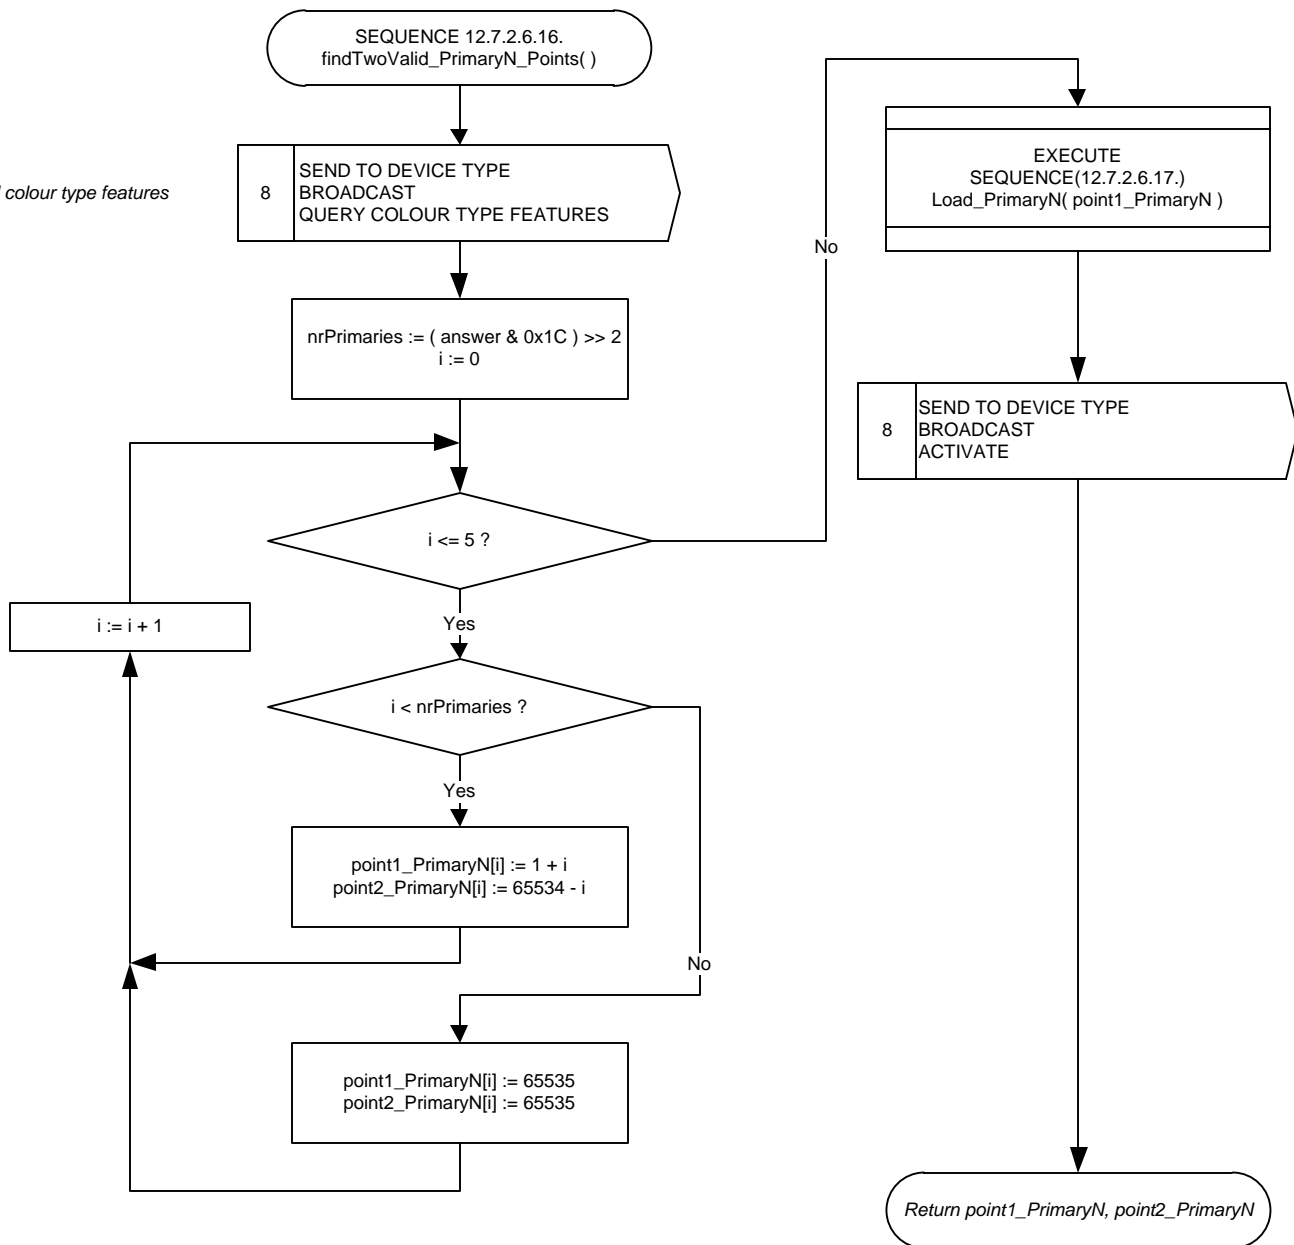 SEQUENCE 12.7.2.6.16.
findTwoValid_PrimaryN_Points( )
colour type features
8
SEND TO DEVICE TYPE
BROADCAST
QUERY COLOUR TYPE FEATURES
nrPrimaries := ( answer & 0x1C ) >> 2
i := 0
i <= 5 ?
No
Yes
i := i + 1
i < nrPrimaries ?
Yes
No
point1_PrimaryN[i] := 1 + i
point2_PrimaryN[i] := 65534 - i
point1_PrimaryN[i] := 65535
point2_PrimaryN[i] := 65535
EXECUTE
SEQUENCE(12.7.2.6.17.)
Load_PrimaryN( point1_PrimaryN )
8
SEND TO DEVICE TYPE
BROADCAST
ACTIVATE
Return point1_PrimaryN, point2_PrimaryN